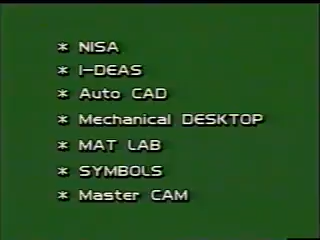 * NISA
* I-DEAS
* Auto CAD
* Mechanical DESKTOP
* MAT LAB
* SYMBOLS
* Master CAM